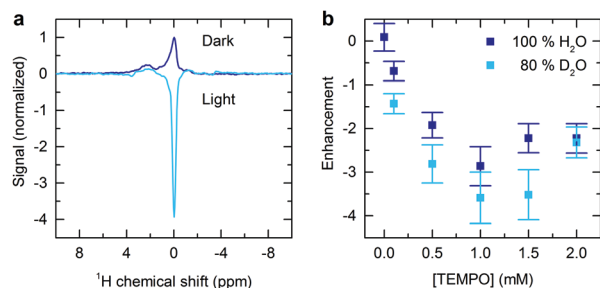 a
Dark
Light
1
0
-1
-2
-3
-4
Signal (normalized)
8
4
0
-4
-8
¹H chemical shift (ppm)
b
100 % H₂O
80 % D₂O
0
-1
-2
-3
-4
Enhancement
0.0
0.5
1.0
1.5
2.0
[TEMPO] (mM)